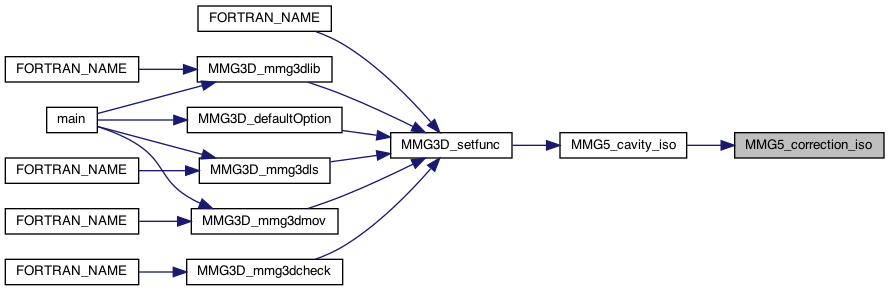 FORTRAN_NAME
FORTRAN_NAME
MMG3D_mmg3dlib
main
MMG3D_defaultOption
MMG3D_setfunc
MMG5_cavity_iso
MMG5_correction_iso
FORTRAN_NAME
MMG3D_mmg3dls
FORTRAN_NAME
MMG3D_mmg3dmov
FORTRAN_NAME
MMG3D_mmg3dcheck